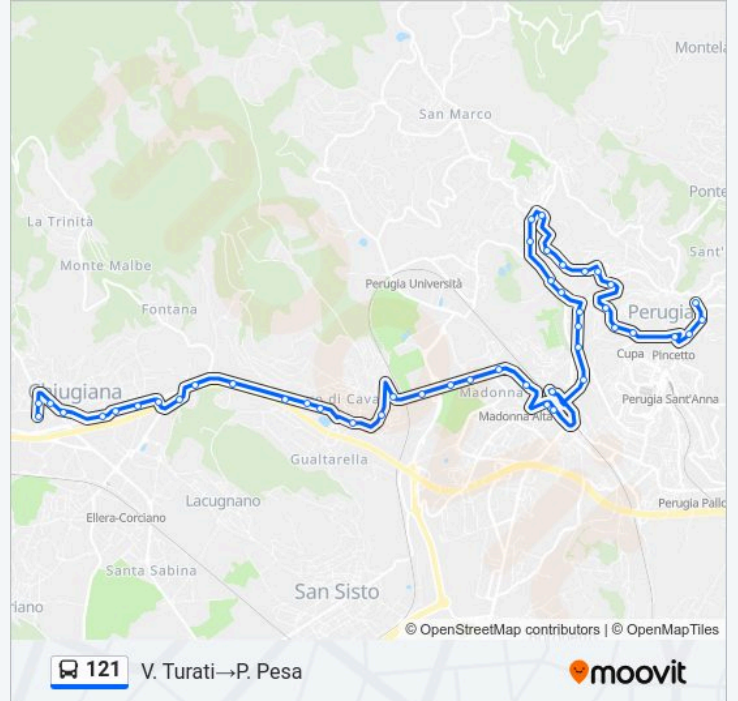 Montela
San Marco
Ponte
La Trinità
Sant'
Monte Malbe
Perugia Università
Fontana
Perugia
Cupa
Pincetto
Chiugiana
Madonna
Perugia Sant'Anna
Madonna Alta
Gualtarella
Lacugnano
Perugia Pallo
Ellera-Corciano
Santa Sabina
San Sisto
riano
© OpenStreetMap contributors | © OpenMapTiles
121 V. Turati→P. Pesa
moovit